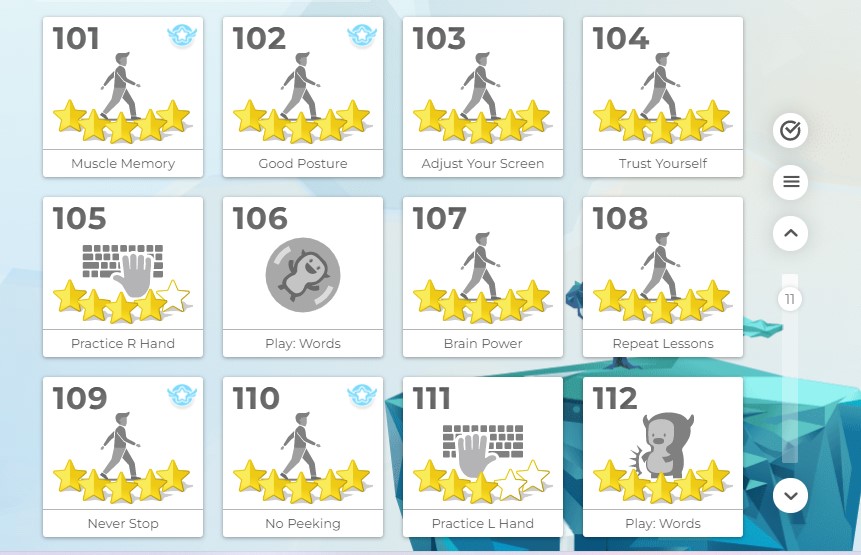 101
Muscle Memory
102
Good Posture
103
Adjust Your Screen
104
Trust Yourself
105
Practice R Hand
106
Play: Words
107
Brain Power
108
Repeat Lessons
11
109
Never Stop
110
No Peeking
111
Practice L Hand
112
Play: Words